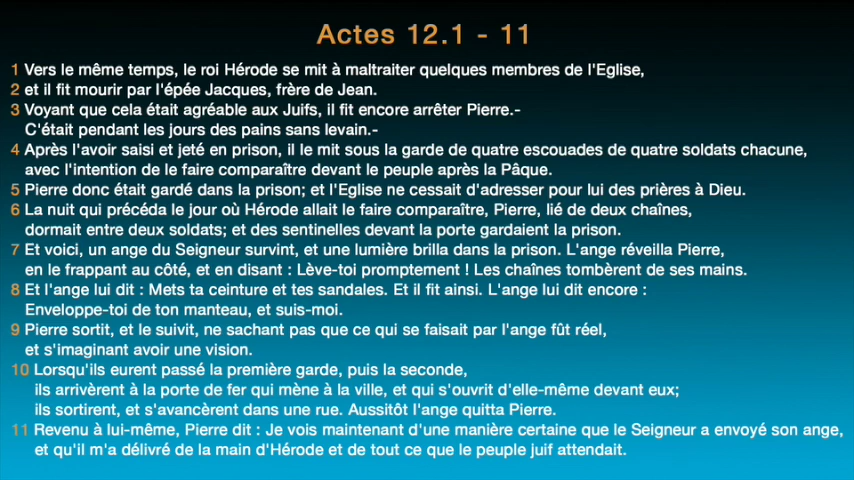 Actes 12.1 - 11
1 Vers le même temps, le roi Hérode se mit à maltraiter quelques membres de l'Eglise,
2 et il fit mourir par l'épée Jacques, frère de Jean.
3 Voyant que cela était agréable aux Juifs, il fit encore arrêter Pierre.-
C'était pendant les jours des pains sans levain.-
4 Après l'avoir saisi et jeté en prison, il le mit sous la garde de quatre escouades de quatre soldats chacune,
avec l'intention de le faire comparaître devant le peuple après la Pâque.
5 Pierre donc était gardé dans la prison; et l'Eglise ne cessait d'adresser pour lui des prières à Dieu.
6 La nuit qui précéda le jour où Hérode allait le faire comparaître, Pierre, lié de deux chaînes,
dormait entre deux soldats; et des sentinelles devant la porte gardaient la prison.
7 Et voici, un ange du Seigneur survint, et une lumière brilla dans la prison. L'ange réveilla Pierre,
en le frappant au côté, et en disant : Lève-toi promptement ! Les chaînes tombèrent de ses mains.
8 Et l'ange lui dit : Mets ta ceinture et tes sandales. Et il fit ainsi. L'ange lui dit encore :
Enveloppe-toi de ton manteau, et suis-moi.
9 Pierre sortit, et le suivit, ne sachant pas que ce qui se faisait par l'ange fût réel,
et s'imaginant avoir une vision.
10 Lorsqu'ils eurent passé la première garde, puis la seconde,
ils arrivèrent à la porte de fer qui mène à la ville, et qui s'ouvrit d'elle-même devant eux;
ils sortirent, et s'avancèrent dans une rue. Aussitôt l'ange quitta Pierre.
11 Revenu à lui-même, Pierre dit : Je vois maintenant d'une manière certaine que le Seigneur a envoyé son ange,
et qu'il m'a délivré de la main d'Hérode et de tout ce que le peuple juif attendait.